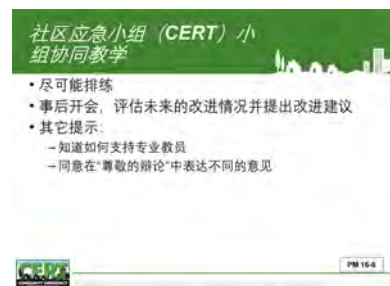 社区应急小组（CERT）小
组协同教学
• 尽可能排练
• 事后开会，评估未来的改进情况并提出改进建议
• 其它提示:
→知道如何支持专业教员
→同意在“尊敬的辩论”中表达不同的意见
CERT
PM 16-6